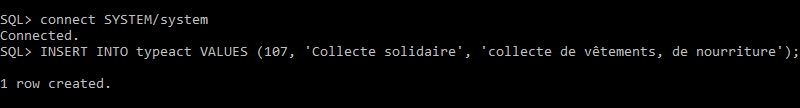 SQL> connect SYSTEM/system
Connected.
SQL> INSERT INTO typeact VALUES (107, 'Collecte solidaire', 'collecte de vêtements, de nourriture');
1 row created.